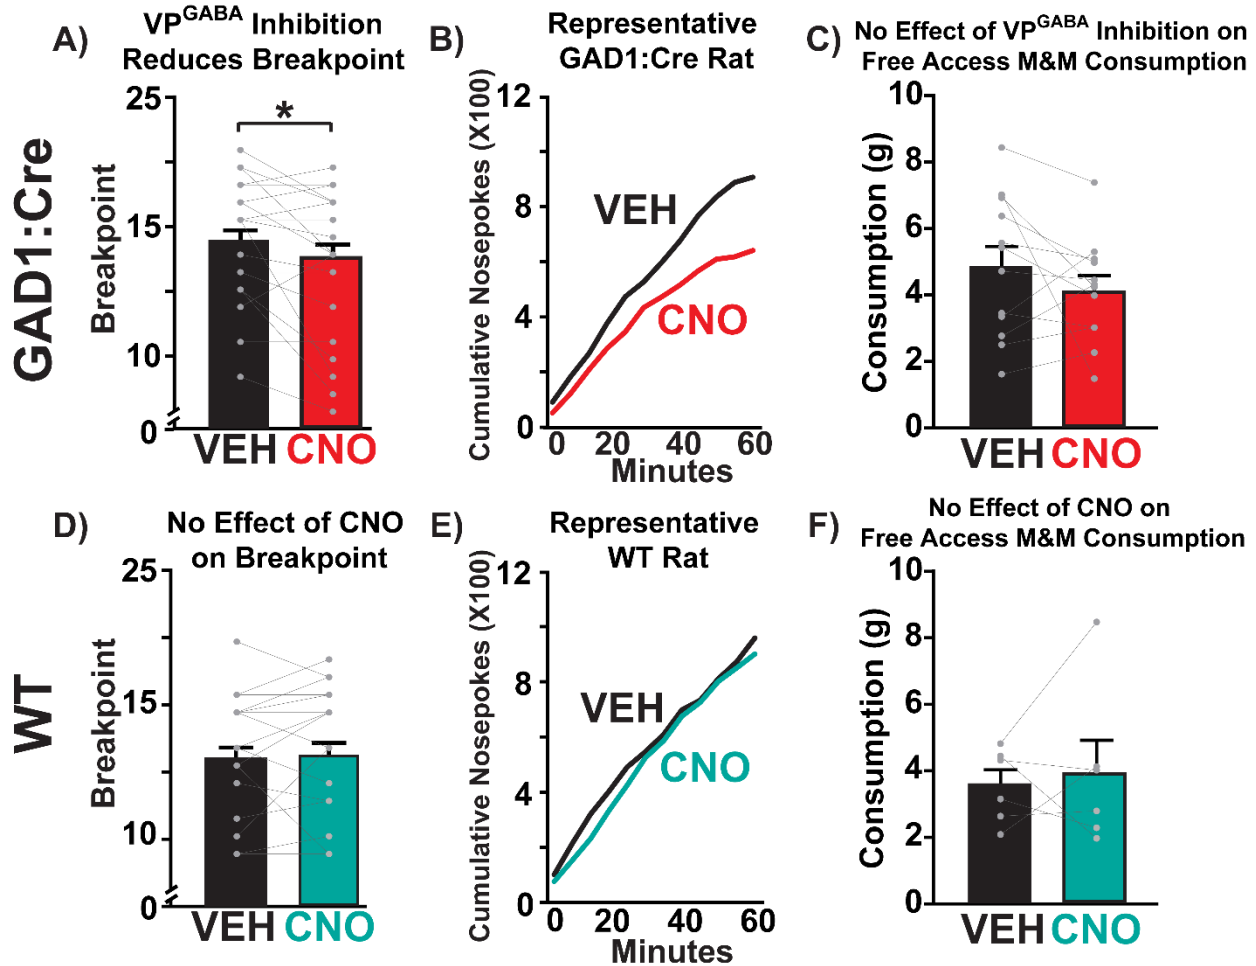 A)
VP^GABA Inhibition
Reduces Breakpoint
B)
Representative
GAD1:Cre Rat
C)
No Effect of VP^GABA Inhibition on
Free Access M&M Consumption
GAD1:Cre
Breakpoint
25
15
10
0
*
VEH CNO
Cumulative Nosepokes (X100)
12
8
4
0
VEH
CNO
0 20 40 60
Minutes
Consumption (g)
10
8
6
4
2
0
VEH CNO
D)
No Effect of CNO
on Breakpoint
E)
Representative
WT Rat
F)
No Effect of CNO on
Free Access M&M Consumption
WT
Breakpoint
25
15
10
0
VEH CNO
Cumulative Nosepokes (X100)
12
8
4
0
VEH
CNO
0 20 40 60
Minutes
Consumption (g)
10
8
6
4
2
0
VEH CNO